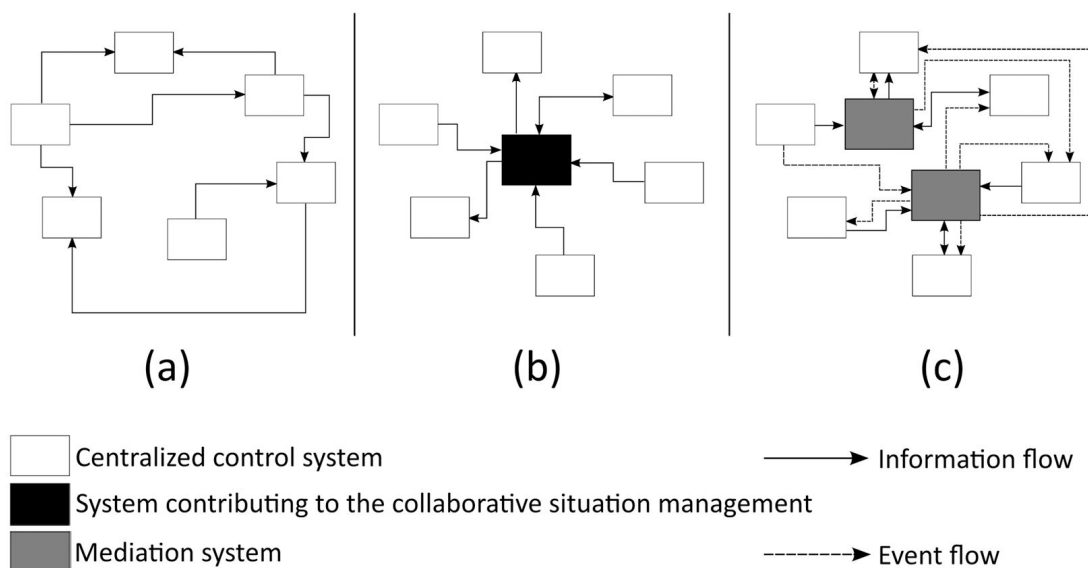 (a)
(b)
(c)
Centralized control system
Information flow
System contributing to the collaborative situation management
Mediation system
Event flow